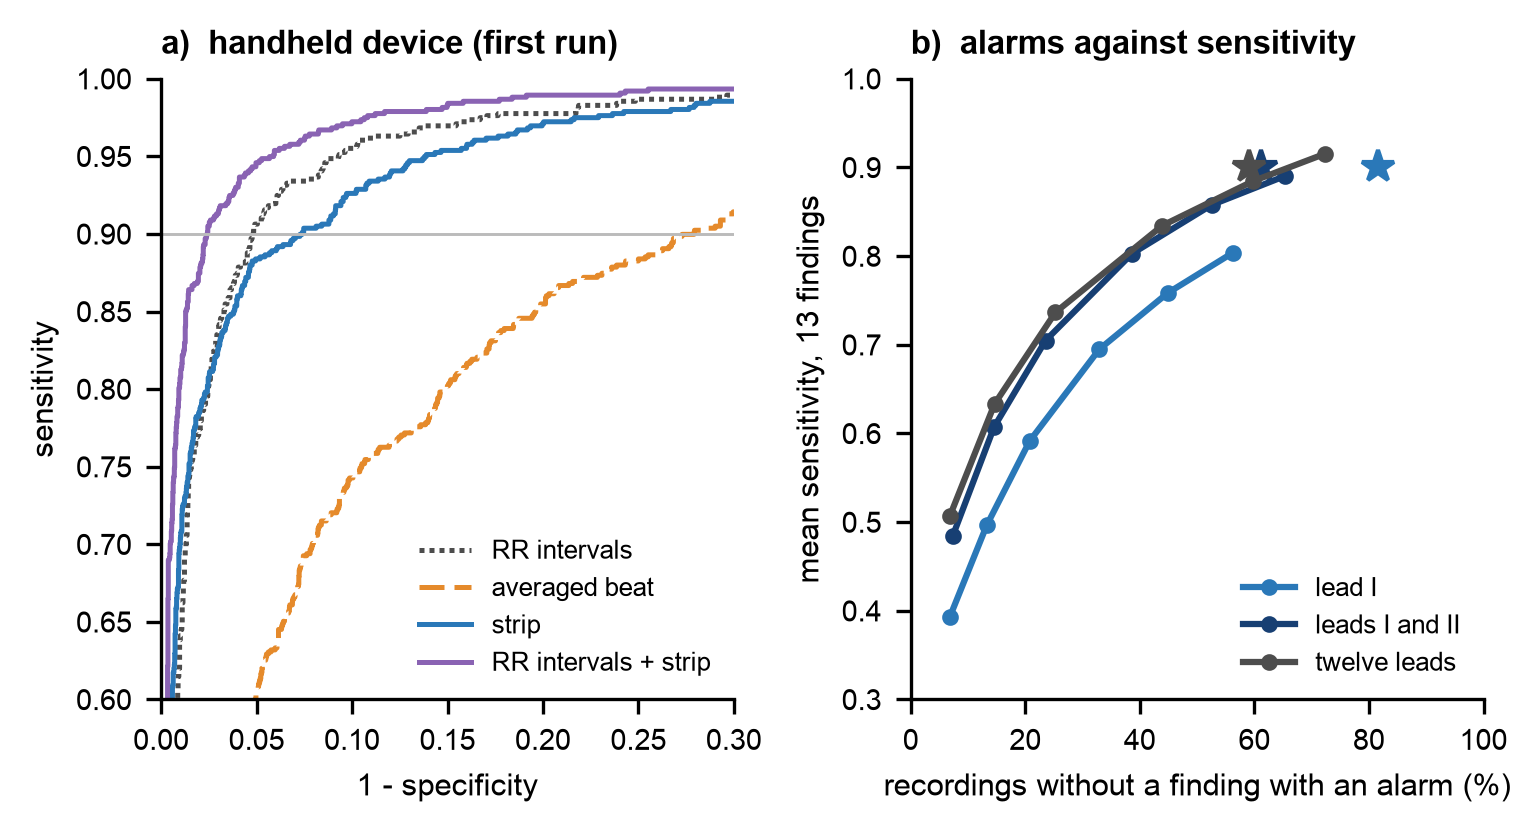 a)  handheld device (first run)
1.00
0.95
0.90
0.85
0.80
0.75
0.70
0.65
0.60
sensitivity
0.00 0.05 0.10 0.15 0.20 0.25 0.30
1 - specificity
RR intervals
averaged beat
strip
RR intervals + strip
b)  alarms against sensitivity
1.0
0.9
0.8
0.7
0.6
0.5
0.4
0.3
mean sensitivity, 13 findings
0 20 40 60 80 100
recordings without a finding with an alarm (%)
lead I
leads I and II
twelve leads